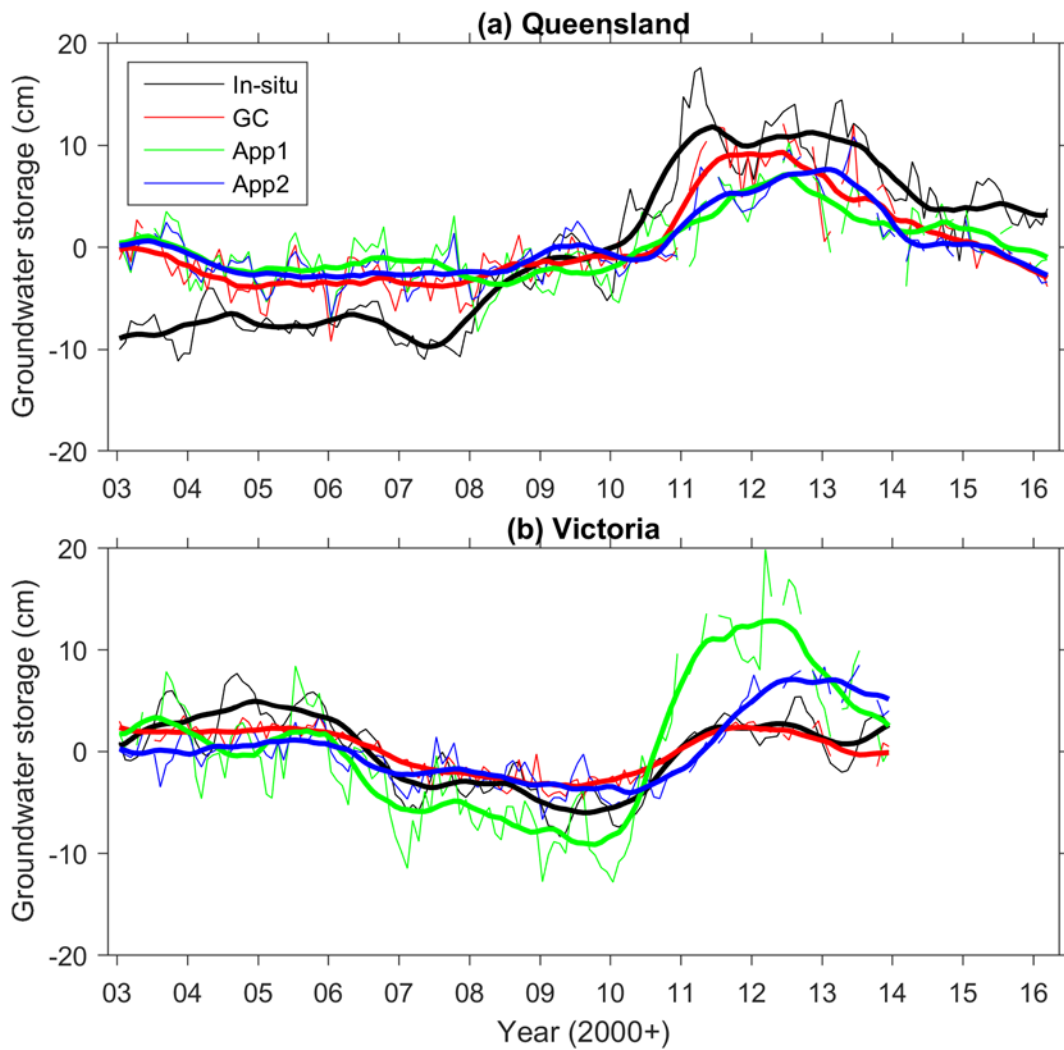 (a) Queensland
Groundwater storage (cm)
20
10
0
-10
-20
In-situ
GC
App1
App2
03 04 05 06 07 08 09 10 11 12 13 14 15 16
(b) Victoria
Groundwater storage (cm)
20
10
0
-10
-20
03 04 05 06 07 08 09 10 11 12 13 14 15 16
Year (2000+)